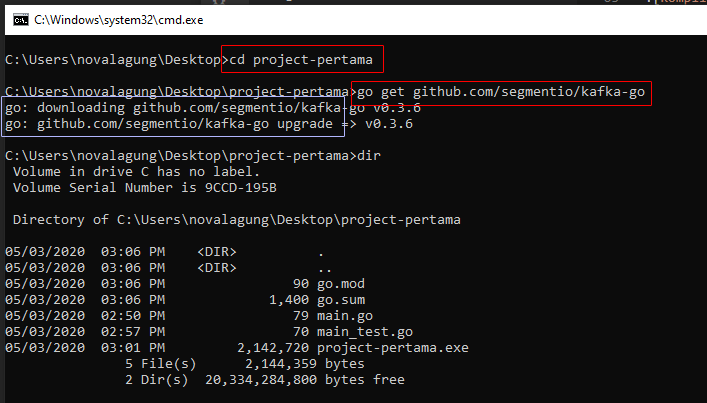 C:\Windows\system32\cmd.exe
C:\Users\novalagung\Desktop>cd project-pertama
C:\Users\novalagung\Desktop\project-pertama>go get github.com/segmentio/kafka-go
go: downloading github.com/segmentio/kafka-go v0.3.6
go: github.com/segmentio/kafka-go upgrade => v0.3.6
C:\Users\novalagung\Desktop\project-pertama>dir
Volume in drive C has no label.
Volume Serial Number is 9CCD-195B
Directory of C:\Users\novalagung\Desktop\project-pertama
05/03/2020  03:06 PM    <DIR>          .
05/03/2020  03:06 PM    <DIR>          ..
05/03/2020  03:06 PM                90 go.mod
05/03/2020  03:06 PM             1,400 go.sum
05/03/2020  02:50 PM                79 main.go
05/03/2020  02:57 PM                70 main_test.go
05/03/2020  03:01 PM         2,142,720 project-pertama.exe
5 File(s)      2,144,359 bytes
2 Dir(s)  20,334,284,800 bytes free